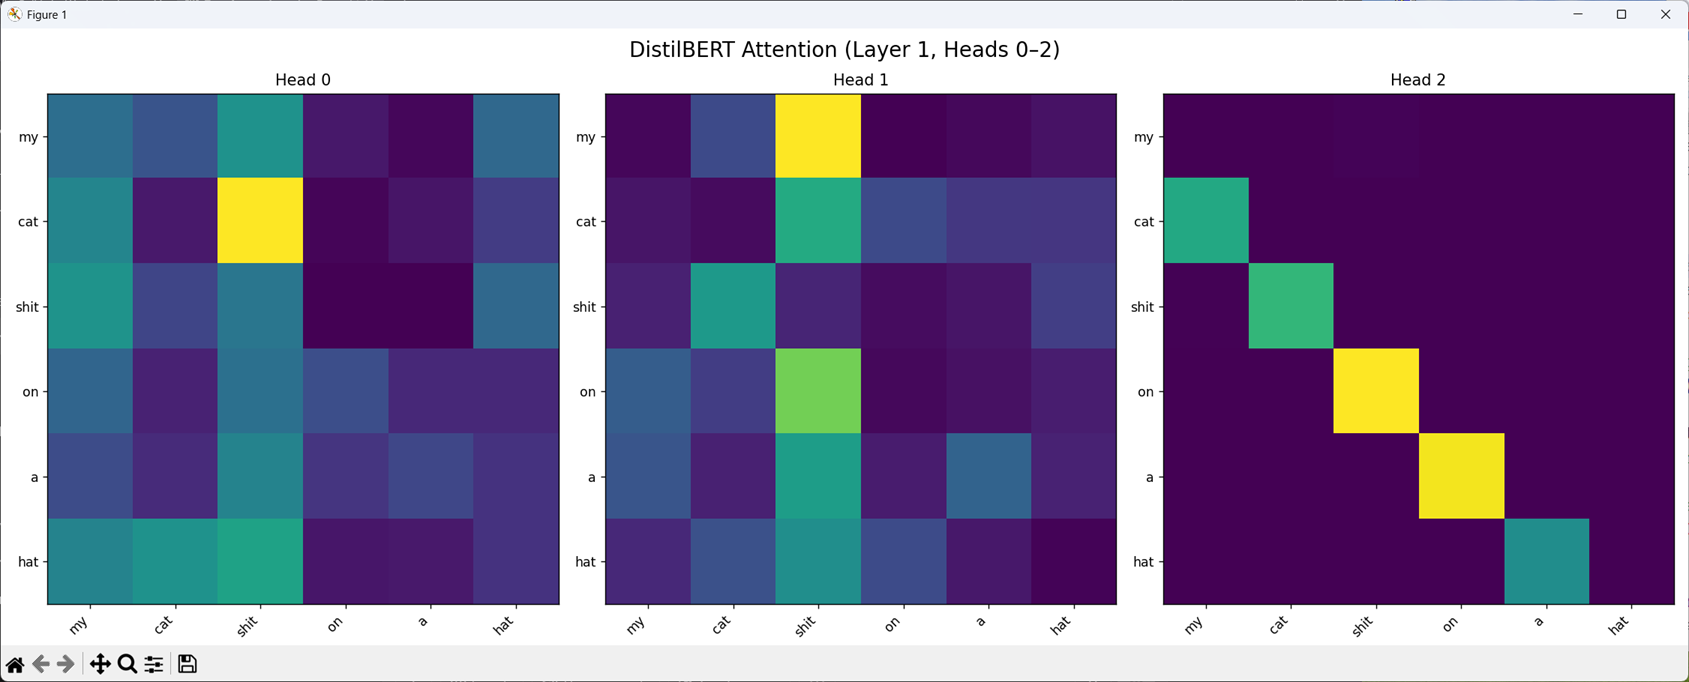 Figure 1
DistilBERT Attention (Layer 1, Heads 0–2)
Head 0
my
cat
shit
on
a
hat
my
cat
shit
on
a
hat
Head 1
my
cat
shit
on
a
hat
my
cat
shit
on
a
hat
Head 2
my
cat
shit
on
a
hat
my
cat
shit
on
a
hat